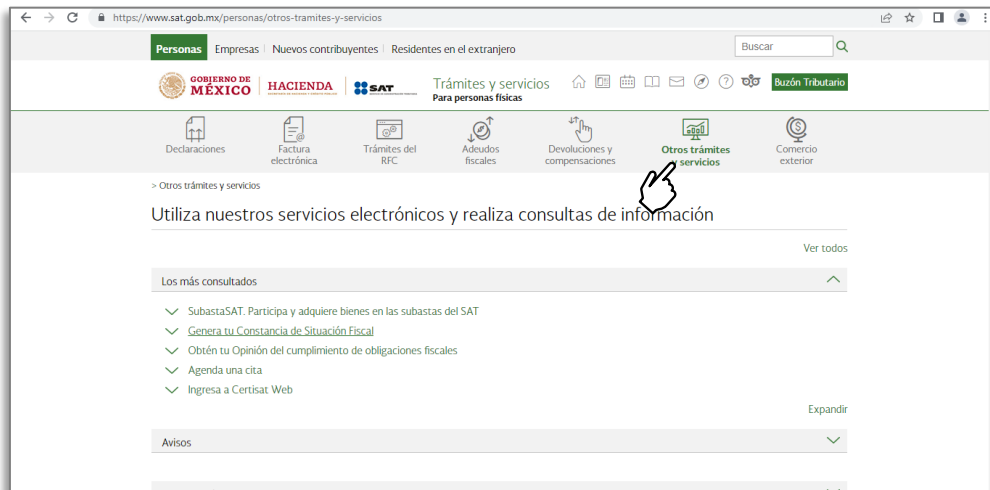 https://www.sat.gob.mx/personas/otros-tramites-y-servicios
Personas Empresas Nuevos contribuyentes Residentes en el extranjero Buscar
GOBIERNO DE MÉXICO HACIENDA SAT Trámites y servicios Buzón Tributario
Para personas físicas
Declaraciones Factura electrónica Trámites del RFC Adeudos fiscales Devoluciones y compensaciones Otros trámites y servicios Comercio exterior
> Otros trámites y servicios
Utiliza nuestros servicios electrónicos y realiza consultas de información
Ver todos
Los más consultados
SubastaSAT. Participa y adquiere bienes en las subastas del SAT
Genera tu Constancia de Situación Fiscal
Obtén tu Opinión del cumplimiento de obligaciones fiscales
Agenda una cita
Ingresa a Certisat Web
Expandir
Avisos